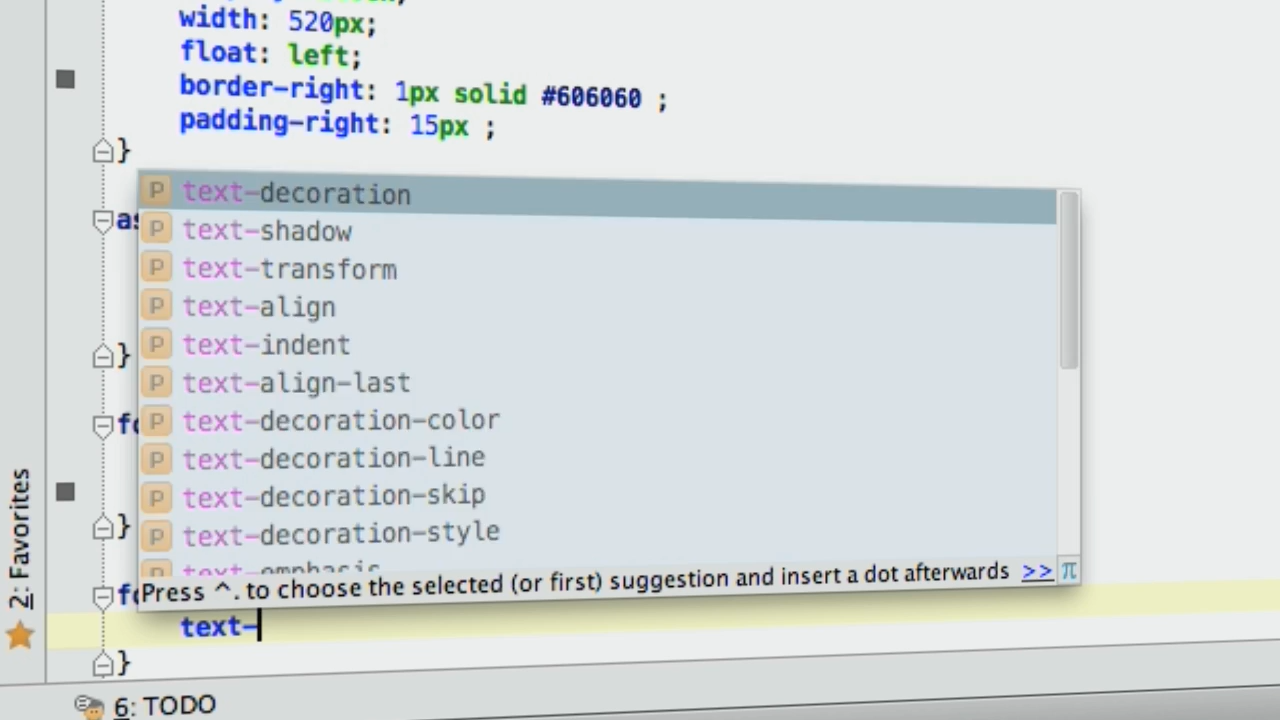 width: 520px;
float: left;
border-right: 1px solid #606060 ;
padding-right: 15px ;
}
text-decoration
text-shadow
text-transform
text-align
text-indent
text-align-last
text-decoration-color
text-decoration-line
text-decoration-skip
text-decoration-style
text-emphasis
Press ^. to choose the selected (or first) suggestion and insert a dot afterwards >> π
text-
}
2: Favorites
6: TODO